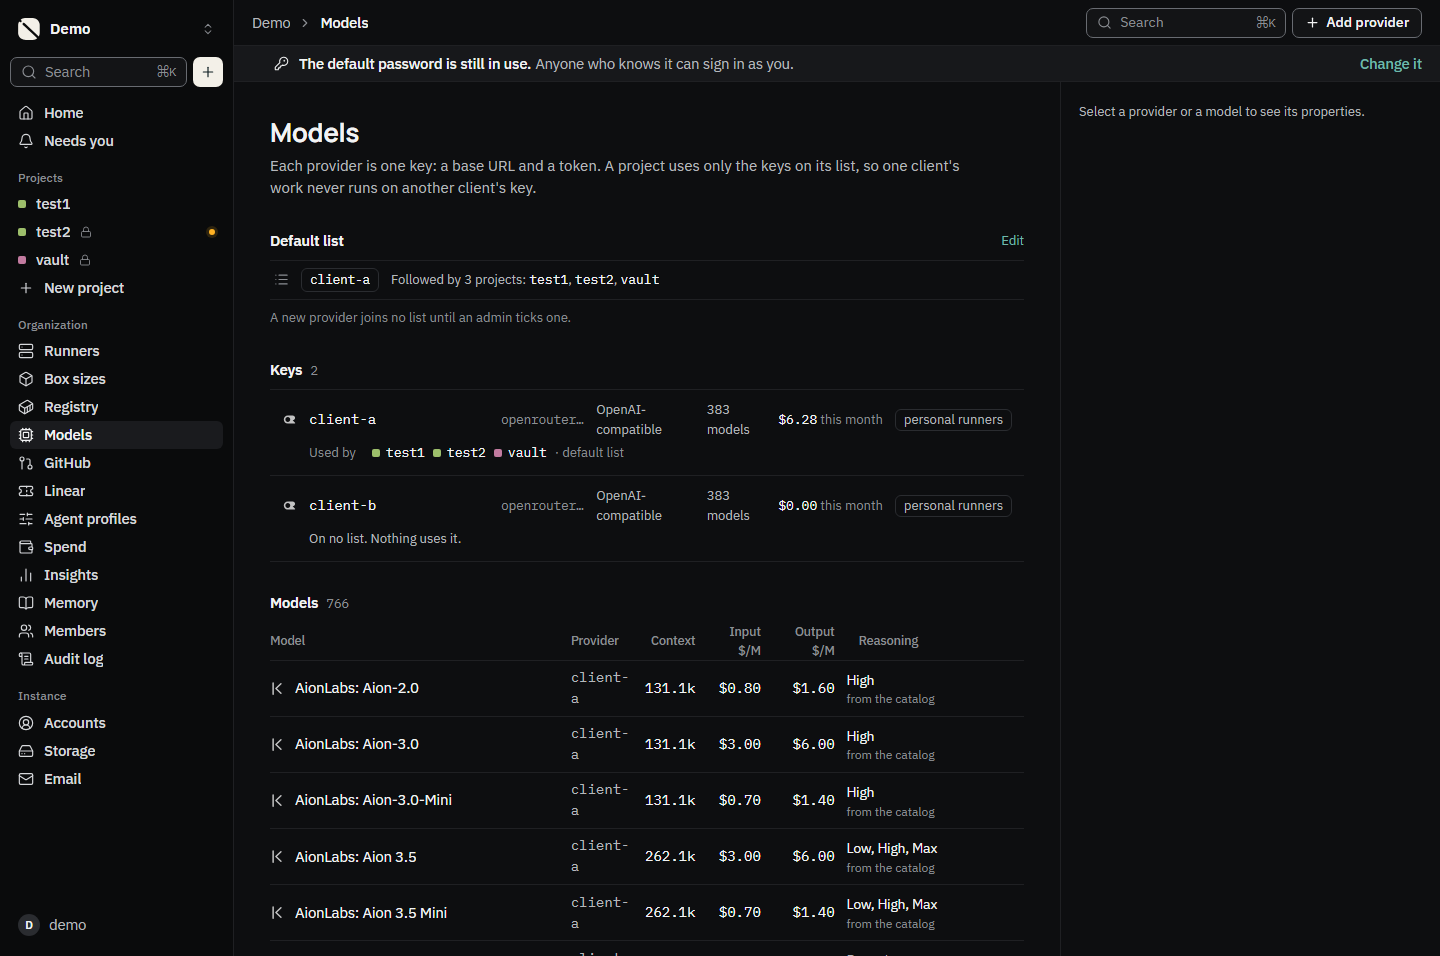 Demo
Search ⌘K
Home
Needs you
Projects
test1
test2
vault
New project
Organization
Runners
Box sizes
Registry
Models
GitHub
Linear
Agent profiles
Spend
Insights
Memory
Members
Audit log
Instance
Accounts
Storage
Email
D demo
Demo > Models
Search ⌘K
+ Add provider
The default password is still in use. Anyone who knows it can sign in as you.
Change it
Models
Each provider is one key: a base URL and a token. A project uses only the keys on its list, so one client's
work never runs on another client's key.
Default list
Edit
client-a Followed by 3 projects: test1, test2, vault
A new provider joins no list until an admin ticks one.
Keys 2
client-a openrouter… OpenAI-compatible 383 models $6.28 this month personal runners
Used by test1 test2 vault · default list
client-b openrouter… OpenAI-compatible 383 models $0.00 this month personal runners
On no list. Nothing uses it.
Models 766
Model Provider Context Input $/M Output $/M Reasoning
AionLabs: Aion-2.0 client-a 131.1k $0.80 $1.60 High
from the catalog
AionLabs: Aion-3.0 client-a 131.1k $3.00 $6.00 High
from the catalog
AionLabs: Aion-3.0-Mini client-a 131.1k $0.70 $1.40 High
from the catalog
AionLabs: Aion 3.5 client-a 262.1k $3.00 $6.00 Low, High, Max
from the catalog
AionLabs: Aion 3.5 Mini client-a 262.1k $0.70 $1.40 Low, High, Max
from the catalog
Select a provider or a model to see its properties.